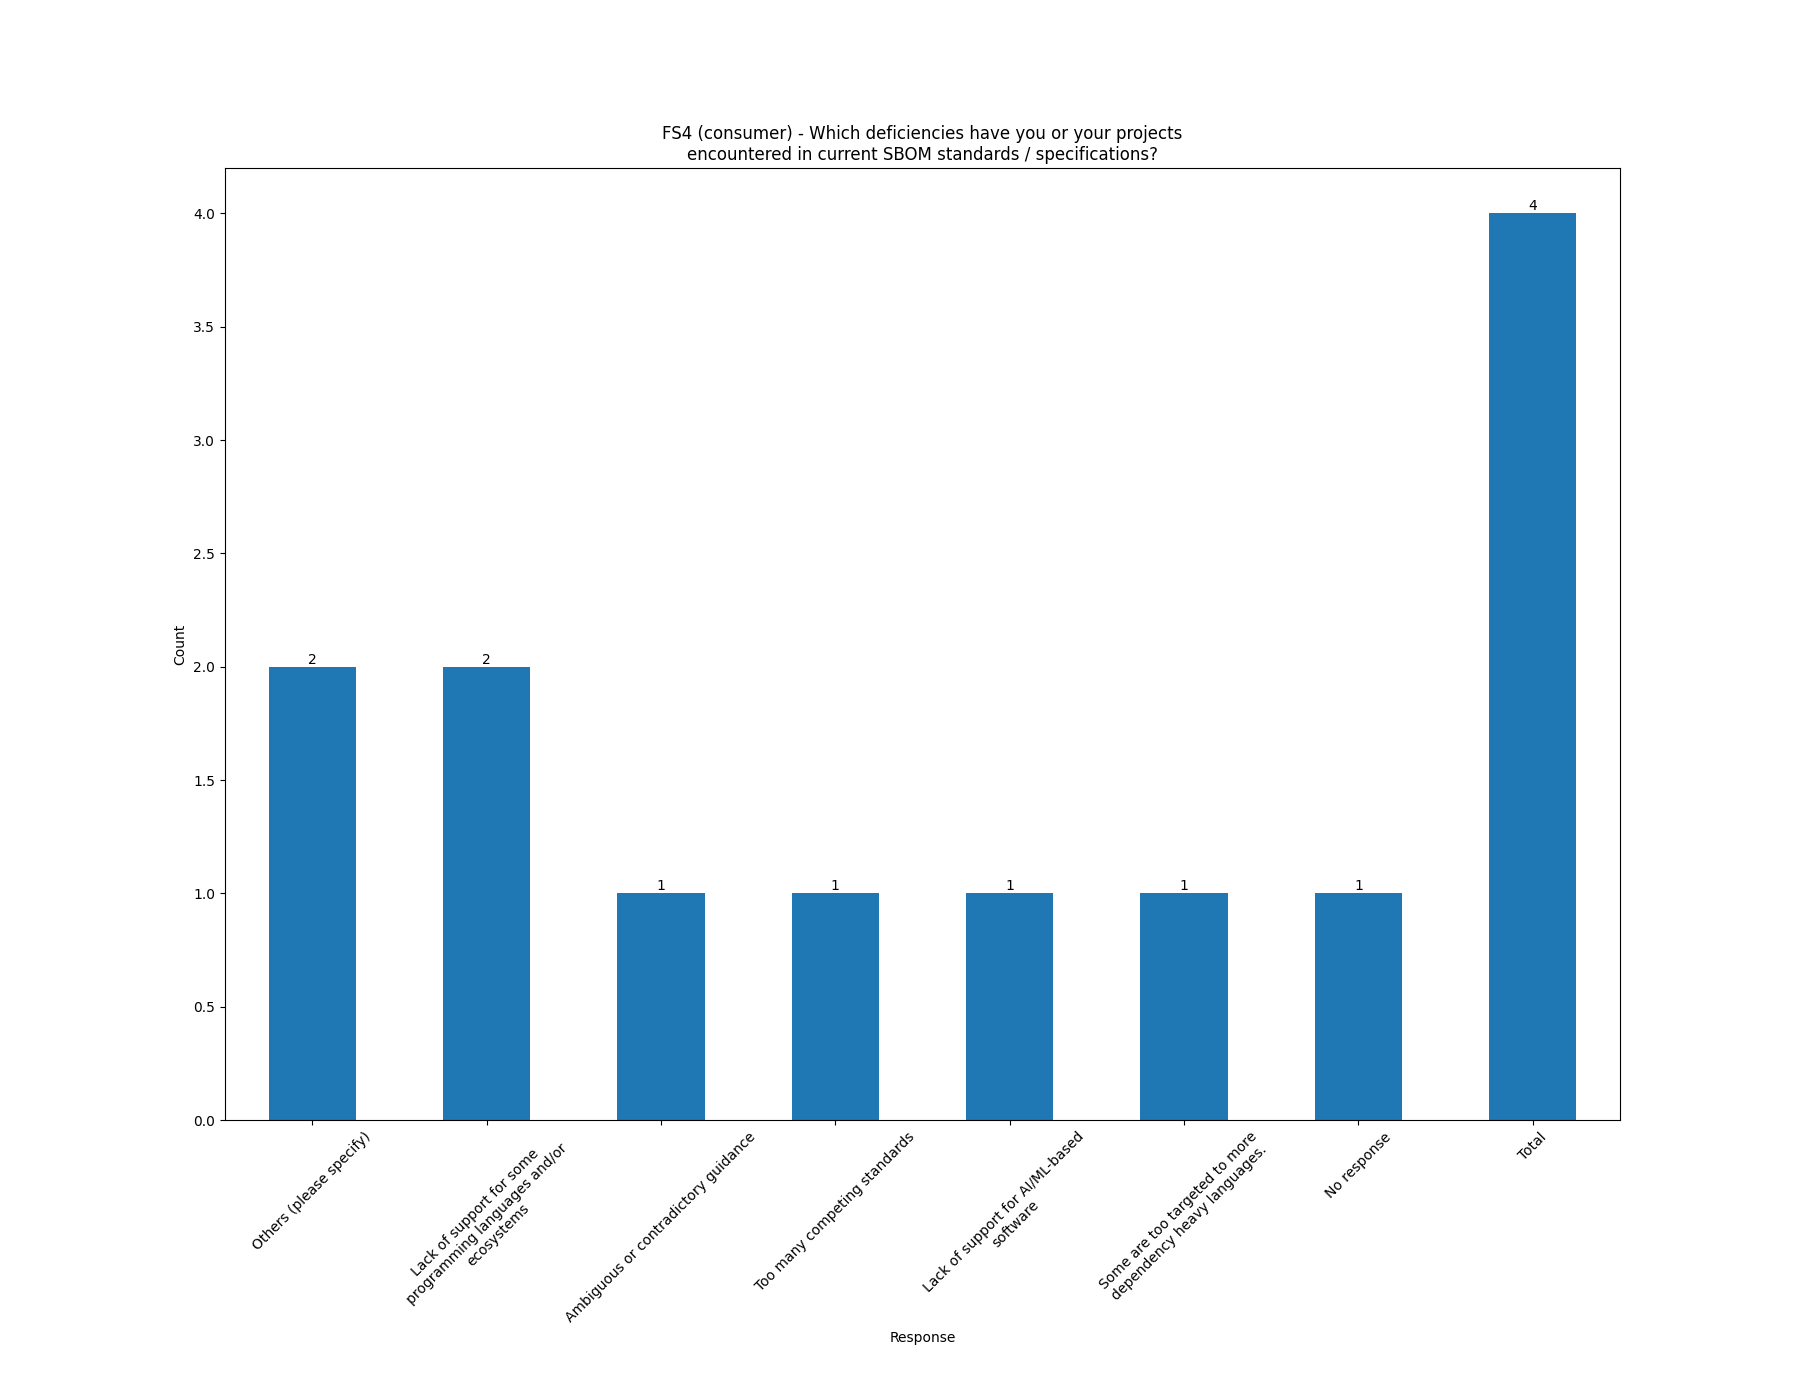 FS4 (consumer) - Which deficiencies have you or your projects
encountered in current SBOM standards / specifications?
Count
4.0
3.5
3.0
2.5
2.0
1.5
1.0
0.5
0.0
2
2
1
1
1
1
1
4
Others (please specify)
Lack of support for some
programming languages and/or
ecosystems
Ambiguous or contradictory guidance
Too many competing standards
Lack of support for AI/ML-based
software
Some are too targeted to more
dependency heavy languages.
No response
Total
Response